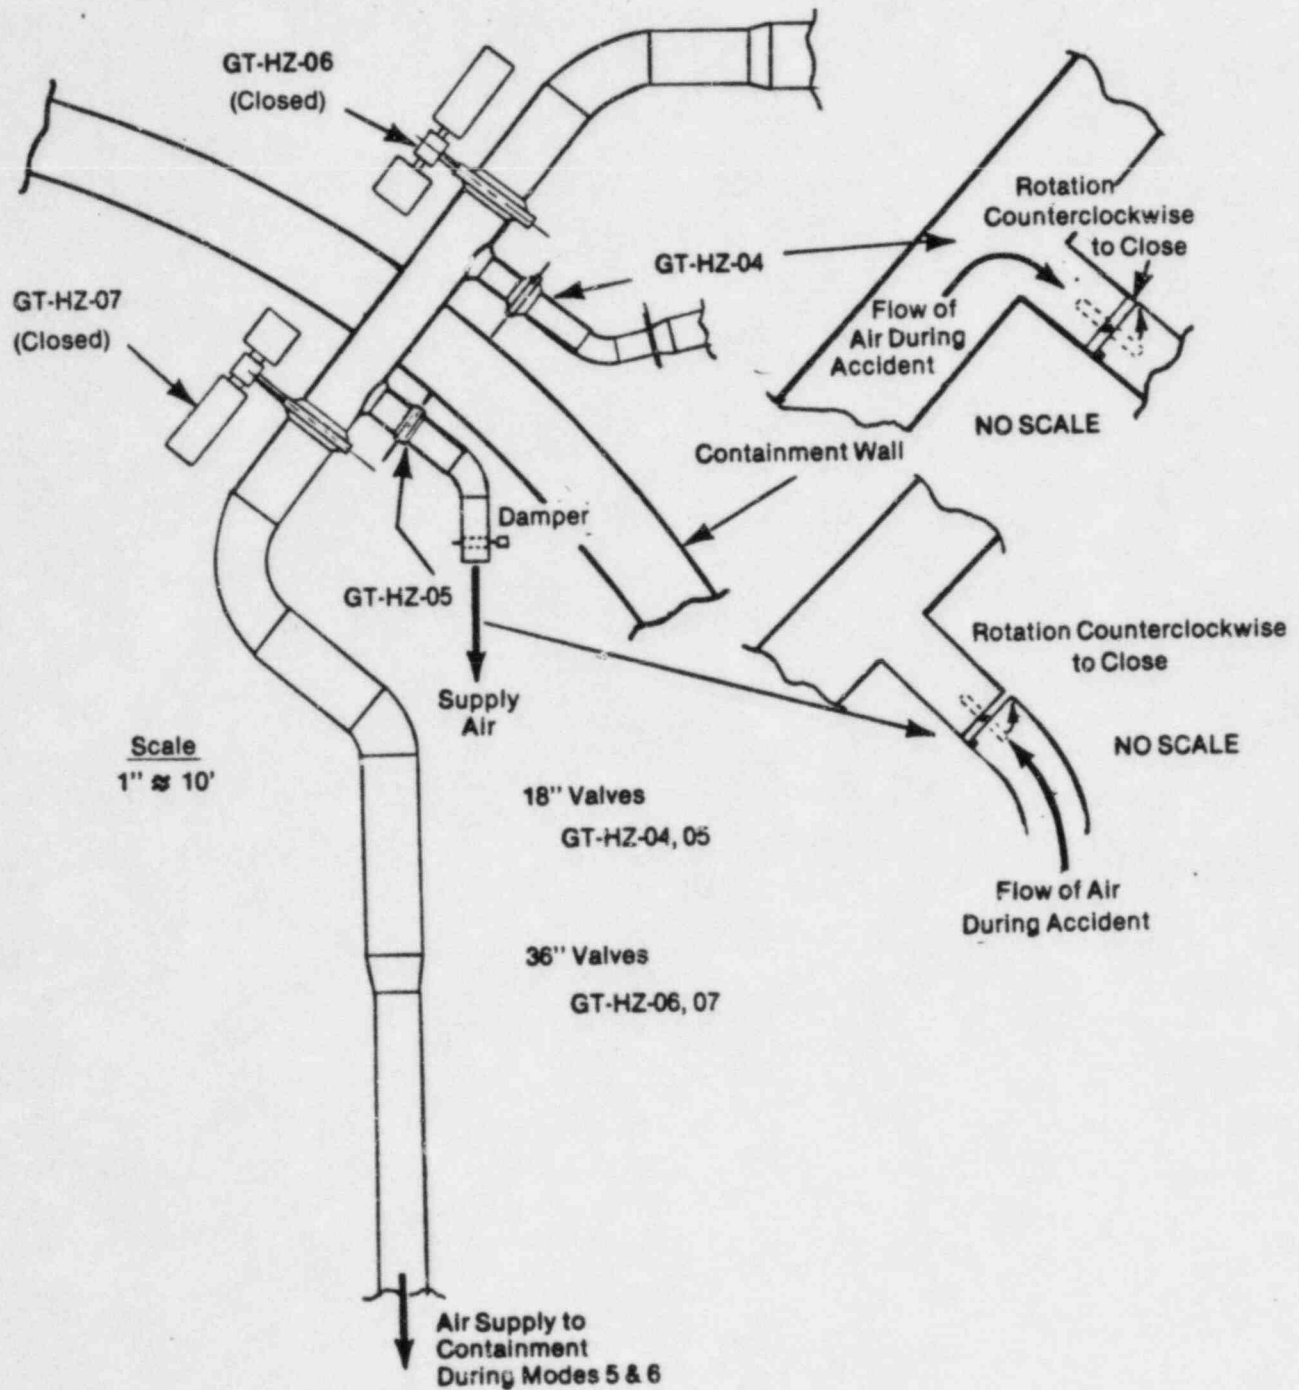 GT-HZ-06
(Closed)
GT-HZ-07
(Closed)
GT-HZ-04
Rotation
Counterclockwise
to Close
Flow of
Air During
Accident
NO SCALE
Containment Wall
Damper
GT-HZ-05
Supply
Air
Rotation Counterclockwise
to Close
NO SCALE
Flow of Air
During Accident
Scale
1" ≈ 10'
18" Valves
GT-HZ-04, 05
36" Valves
GT-HZ-06, 07
Air Supply to
Containment
During Modes 5 & 6